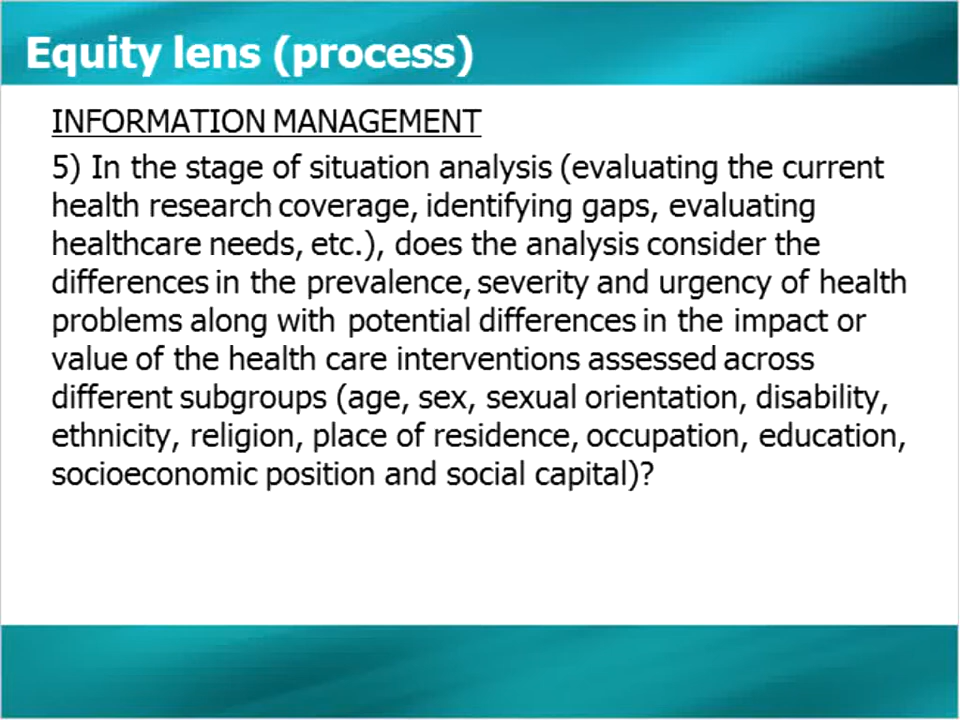 Equity lens (process)
INFORMATION MANAGEMENT
5) In the stage of situation analysis (evaluating the current
health research coverage, identifying gaps, evaluating
healthcare needs, etc.), does the analysis consider the
differences in the prevalence, severity and urgency of health
problems along with potential differences in the impact or
value of the health care interventions assessed across
different subgroups (age, sex, sexual orientation, disability,
ethnicity, religion, place of residence, occupation, education,
socioeconomic position and social capital)?